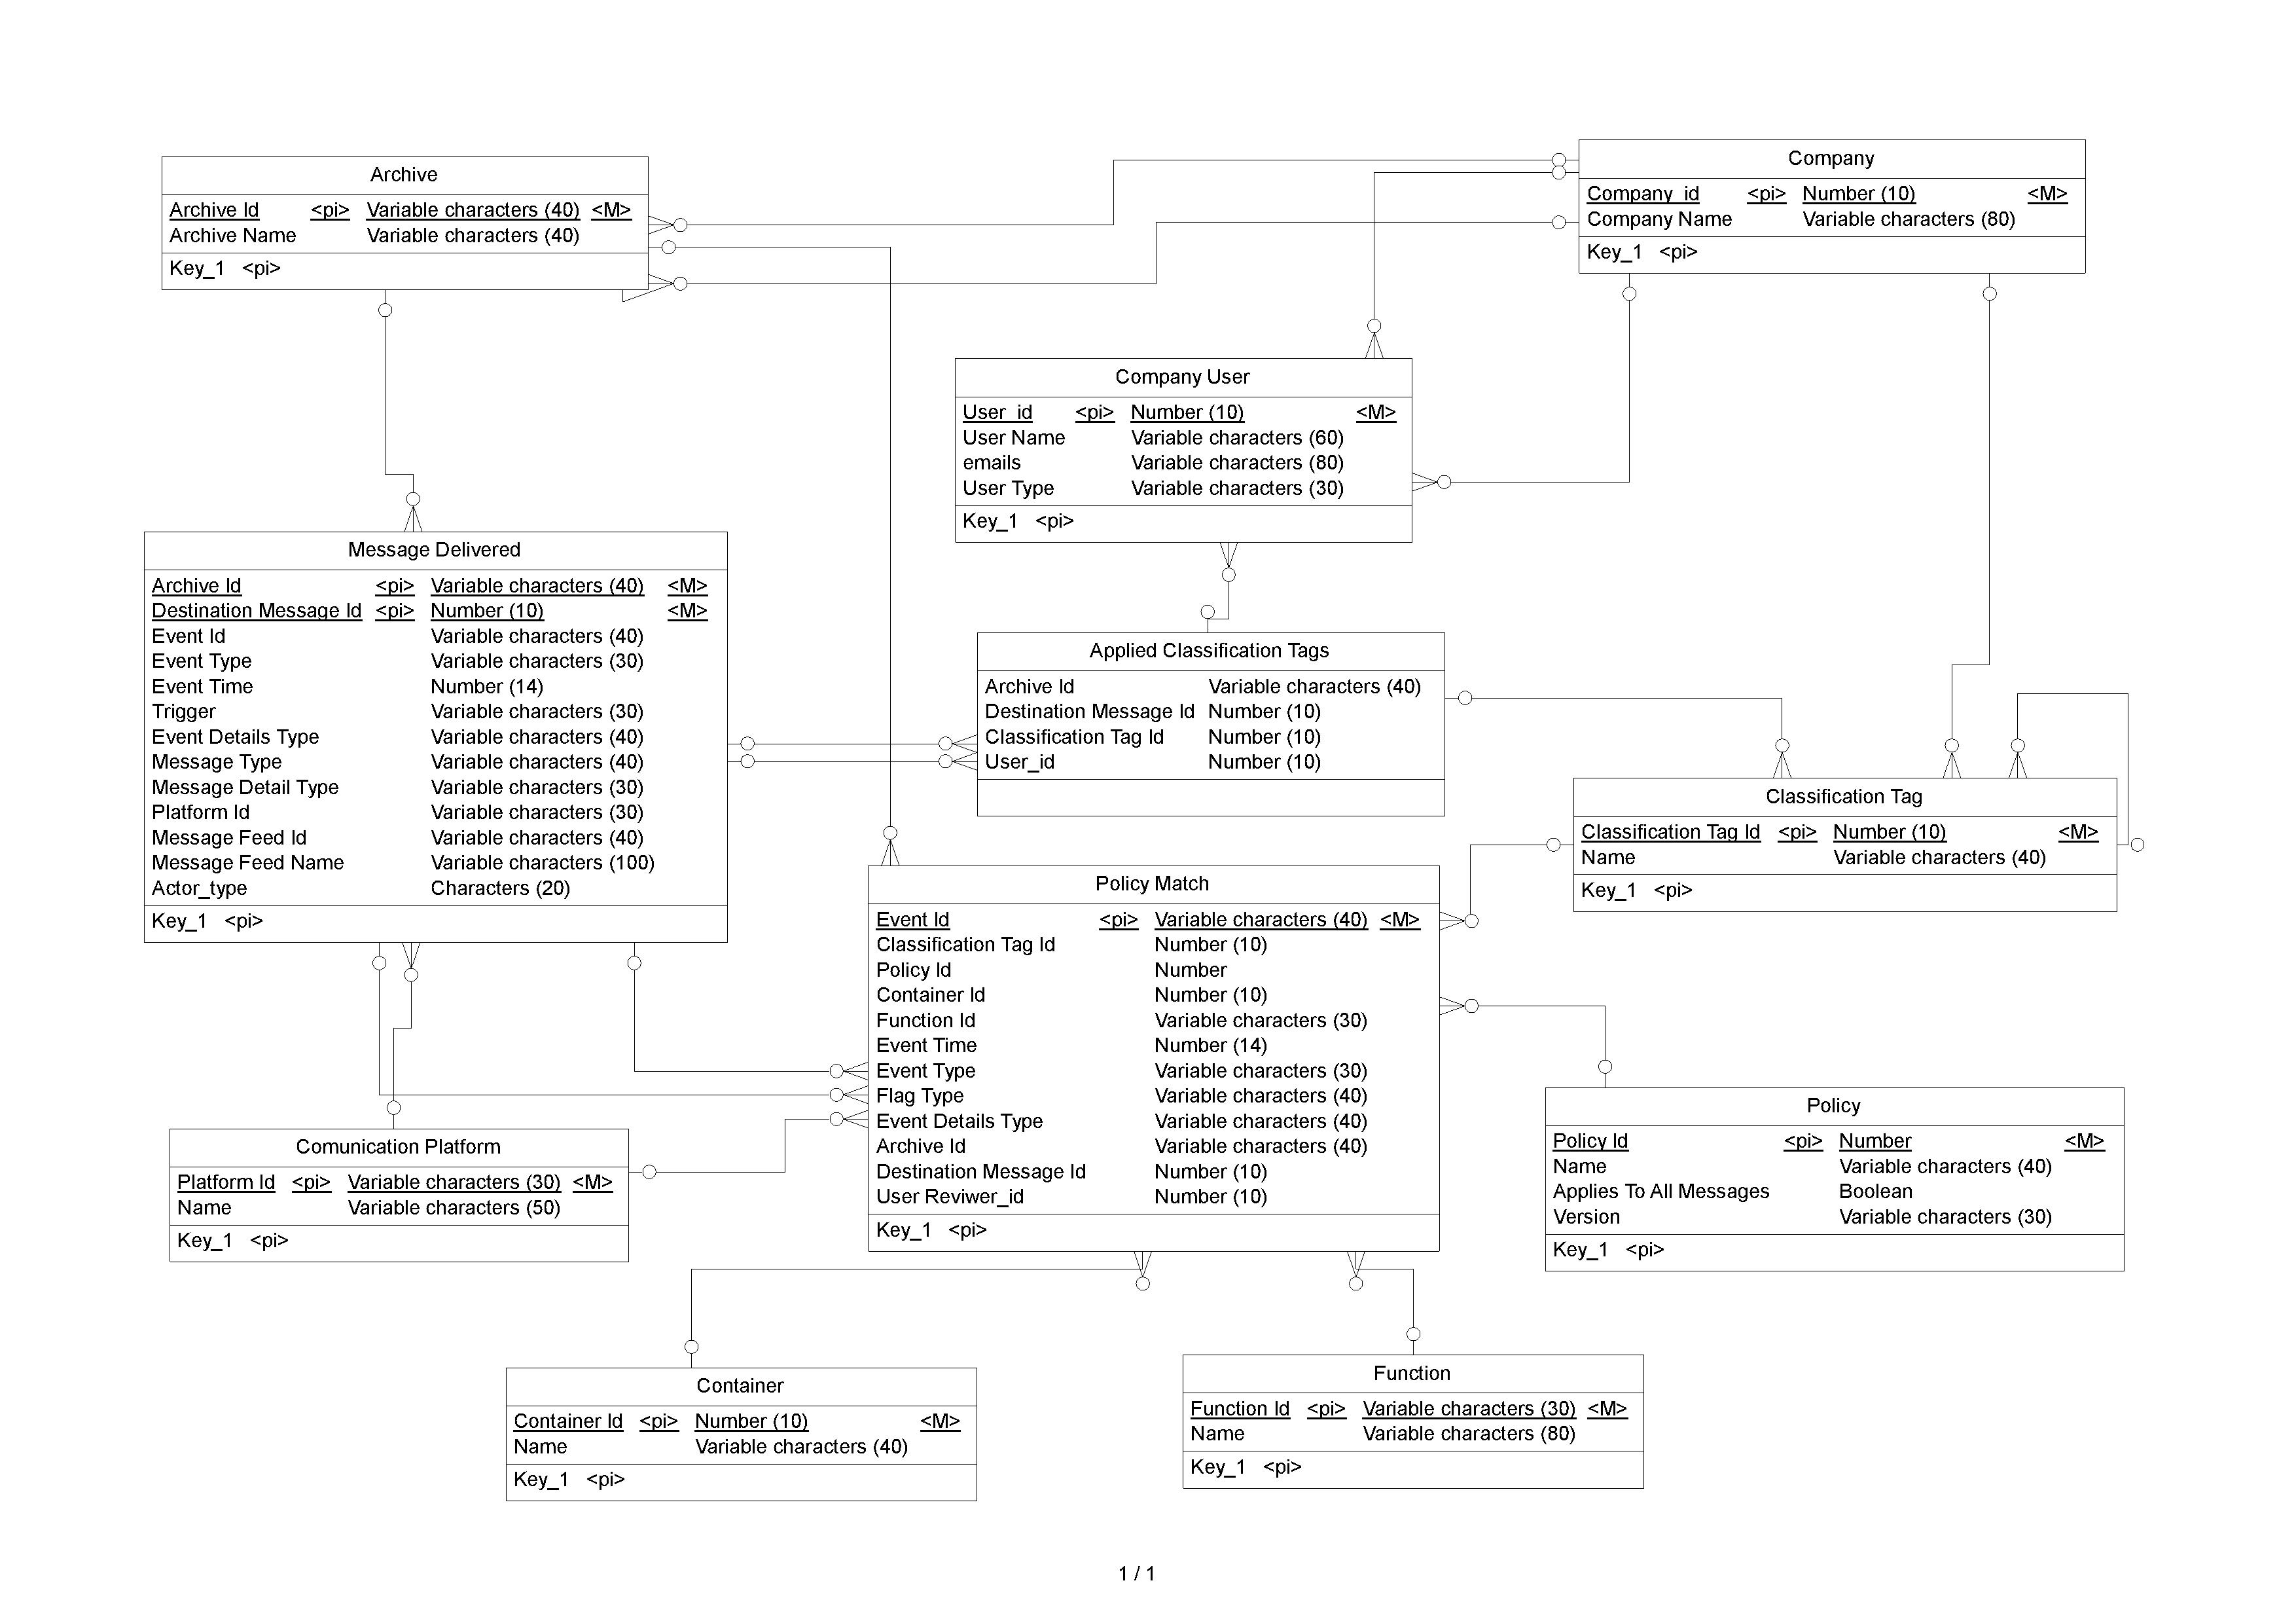 Archive
Archive Id <pi> Variable characters (40) <M>
Archive Name Variable characters (40)
Key_1 <pi>
Company
Company_id <pi> Number (10) <M>
Company Name Variable characters (80)
Key_1 <pi>
Company User
User_id <pi> Number (10) <M>
User Name Variable characters (60)
emails Variable characters (80)
User Type Variable characters (30)
Key_1 <pi>
Message Delivered
Archive Id <pi> Variable characters (40) <M>
Destination Message Id <pi> Number (10) <M>
Event Id Variable characters (40)
Event Type Variable characters (30)
Event Time Number (14)
Trigger Variable characters (30)
Event Details Type Variable characters (40)
Message Type Variable characters (40)
Message Detail Type Variable characters (30)
Platform Id Variable characters (30)
Message Feed Id Variable characters (40)
Message Feed Name Variable characters (100)
Actor_type Characters (20)
Key_1 <pi>
Applied Classification Tags
Archive Id Variable characters (40)
Destination Message Id Number (10)
Classification Tag Id Number (10)
User_id Number (10)
Classification Tag
Classification Tag Id <pi> Number (10) <M>
Name Variable characters (40)
Key_1 <pi>
Policy Match
Event Id <pi> Variable characters (40) <M>
Classification Tag Id Number (10)
Policy Id Number
Container Id Number (10)
Function Id Variable characters (30)
Event Time Number (14)
Event Type Variable characters (30)
Flag Type Variable characters (40)
Event Details Type Variable characters (40)
Archive Id Variable characters (40)
Destination Message Id Number (10)
User Reviwer_id Number (10)
Key_1 <pi>
Policy
Policy Id <pi> Number <M>
Name Variable characters (40)
Applies To All Messages Boolean
Version Variable characters (30)
Key_1 <pi>
Comunication Platform
Platform Id <pi> Variable characters (30) <M>
Name Variable characters (50)
Key_1 <pi>
Container
Container Id <pi> Number (10) <M>
Name Variable characters (40)
Key_1 <pi>
Function
Function Id <pi> Variable characters (30) <M>
Name Variable characters (80)
Key_1 <pi>
1 / 1